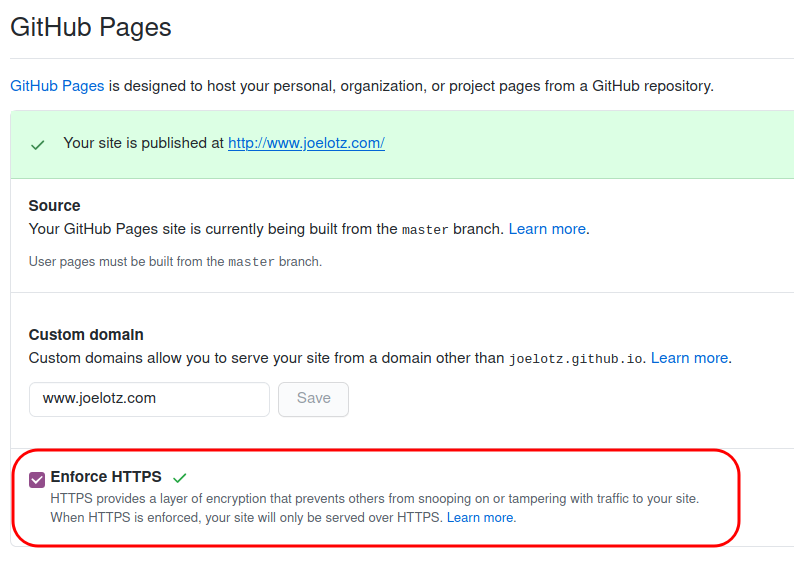 GitHub Pages
GitHub Pages is designed to host your personal, organization, or project pages from a GitHub repository.
Your site is published at http://www.joelotz.com/
Source
Your GitHub Pages site is currently being built from the master branch. Learn more.
User pages must be built from the master branch.
Custom domain
Custom domains allow you to serve your site from a domain other than joelotz.github.io. Learn more.
www.joelotz.com Save
Enforce HTTPS
HTTPS provides a layer of encryption that prevents others from snooping on or tampering with traffic to your site.
When HTTPS is enforced, your site will only be served over HTTPS. Learn more.